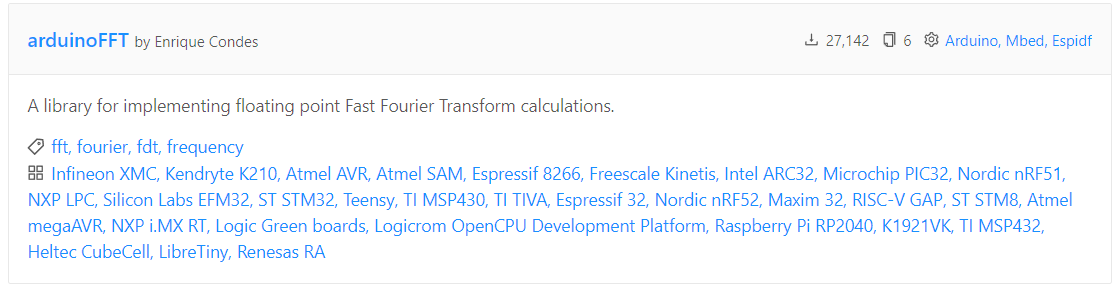 arduinoFFT by Enrique Condes 27,142 6 Arduino, Mbed, Espidf
A library for implementing floating point Fast Fourier Transform calculations.
fft, fourier, fdt, frequency
Infineon XMC, Kendryte K210, Atmel AVR, Atmel SAM, Espressif 8266, Freescale Kinetis, Intel ARC32, Microchip PIC32, Nordic nRF51,
NXP LPC, Silicon Labs EFM32, ST STM32, Teensy, TI MSP430, TI TIVA, Espressif 32, Nordic nRF52, Maxim 32, RISC-V GAP, ST STM8, Atmel
megaAVR, NXP i.MX RT, Logic Green boards, Logicrom OpenCPU Development Platform, Raspberry Pi RP2040, K1921VK, TI MSP432,
Heltec CubeCell, LibreTiny, Renesas RA